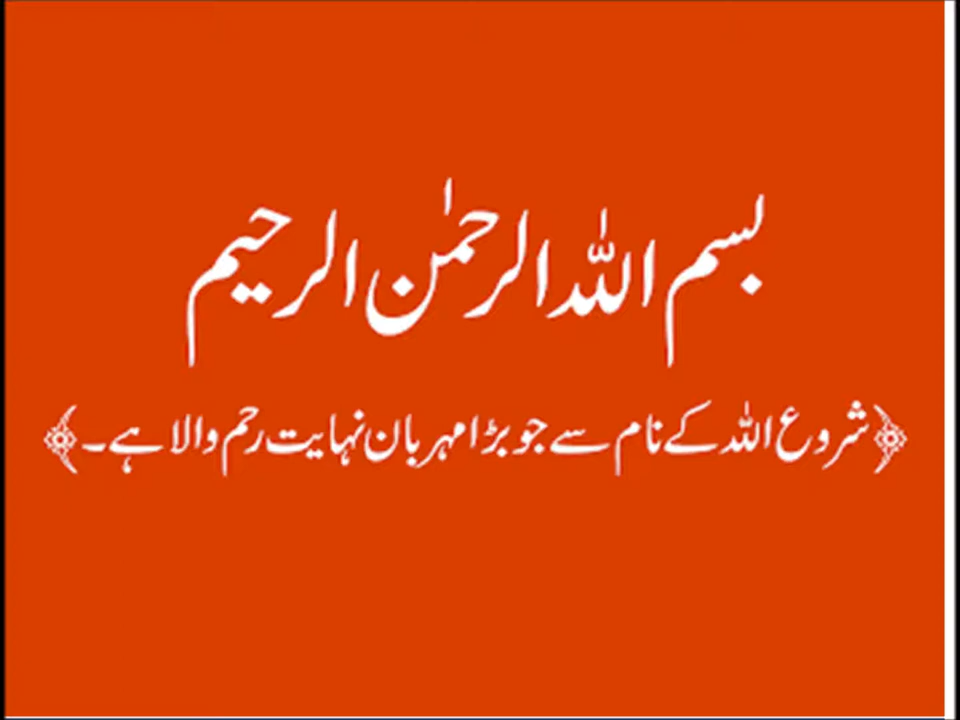 بسم اللہ الرحمٰن الرحیم
﴿شروع اللہ کے نام سے جو بڑا مہربان نہایت رحم والا ہے۔﴾